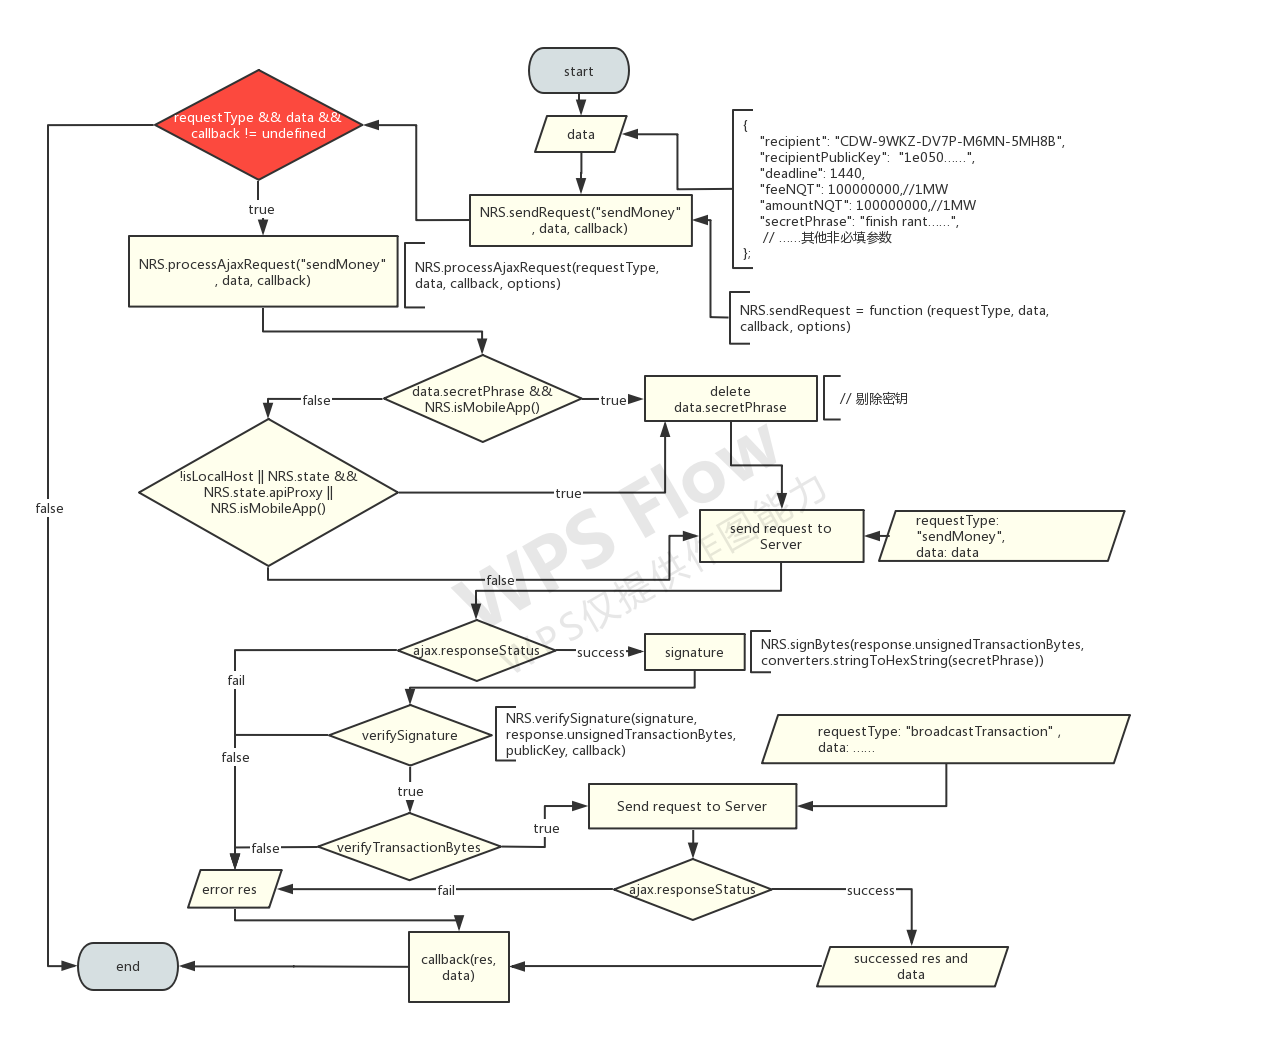 start
requestType && data &&
callback != undefined
data
{
"recipient": "CDW-9WKZ-DV7P-M6MN-5MH8B",
"recipientPublicKey":  "1e050......",
"deadline": 1440,
"feeNQT": 100000000,//1MW
"amountNQT": 100000000,//1MW
"secretPhrase": "finish rant......",
// ......其他非必填参数
};
true
NRS.sendRequest("sendMoney"
, data, callback)
NRS.processAjaxRequest("sendMoney"
, data, callback)
NRS.processAjaxRequest(requestType,
data, callback, options)
NRS.sendRequest = function (requestType, data,
callback, options)
data.secretPhrase &&
NRS.isMobileApp()
false
true
delete
data.secretPhrase
// 剔除密钥
!isLocalHost || NRS.state &&
NRS.state.apiProxy ||
NRS.isMobileApp()
true
false
send request to
Server
requestType:
"sendMoney",
data: data
WPS Flow
WPS仅提供作图能力
false
ajax.responseStatus
success
signature
NRS.signBytes(response.unsignedTransactionBytes,
converters.stringToHexString(secretPhrase))
fail
verifySignature
NRS.verifySignature(signature,
response.unsignedTransactionBytes,
publicKey, callback)
requestType: "broadcastTransaction" ,
data: ......
false
true
Send request to Server
true
verifyTransactionBytes
false
error res
fail
ajax.responseStatus
success
callback(res,
data)
successed res and
data
end